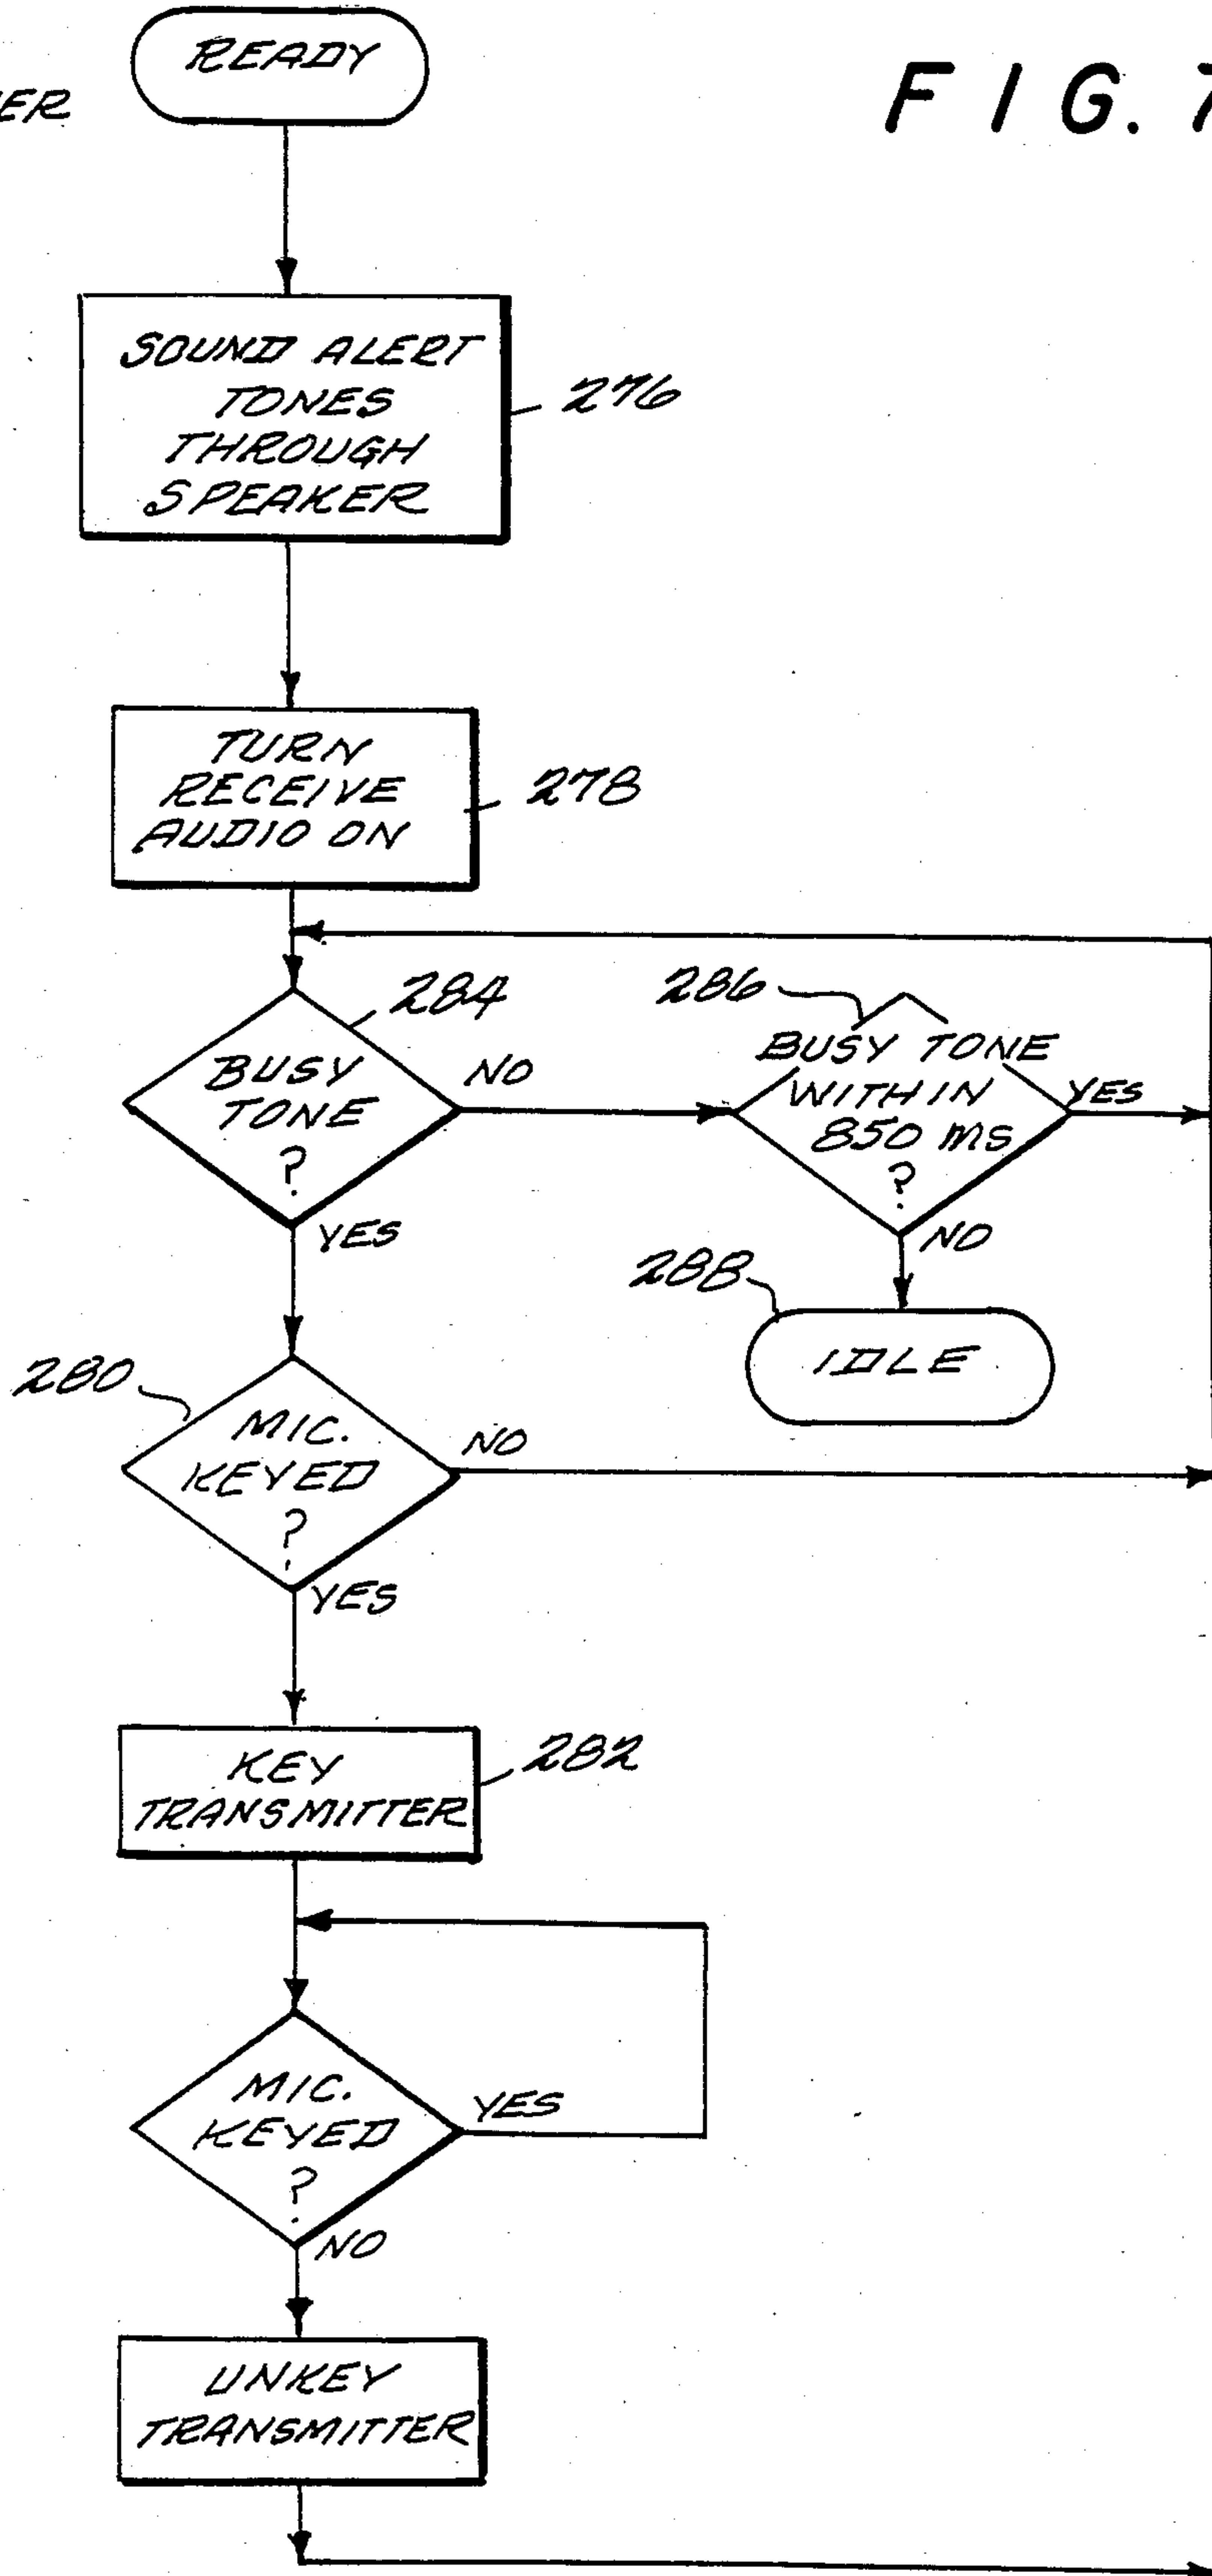 READY
FIG. 7
SOUND ALERT
TONES
THROUGH
SPEAKER
276
TURN
RECEIVE
AUDIO ON
278
284
BUSY
TONE
?
NO
YES
286
BUSY TONE
WITHIN
850 ms
?
YES
NO
288
IDLE
280
MIC.
KEYED
?
NO
YES
KEY
TRANSMITTER
282
MIC.
KEYED
?
YES
NO
UNKEY
TRANSMITTER